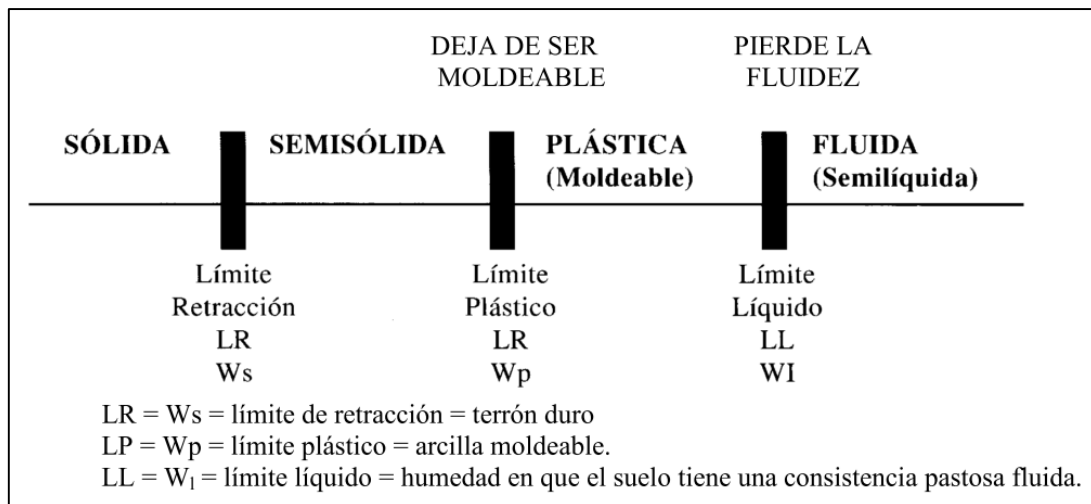 DEJA DE SER
MOLDEABLE
PIERDE LA
FLUIDEZ
SÓLIDA
SEMISÓLIDA
PLÁSTICA
(Moldeable)
FLUIDA
(Semilíquida)
Límite
Retracción
LR
Ws
Límite
Plástico
LR
Wp
Límite
Líquido
LL
WI
LR = Ws = límite de retracción = terrón duro
LP = Wp = límite plástico = arcilla moldeable.
LL = Wl = límite líquido = humedad en que el suelo tiene una consistencia pastosa fluida.